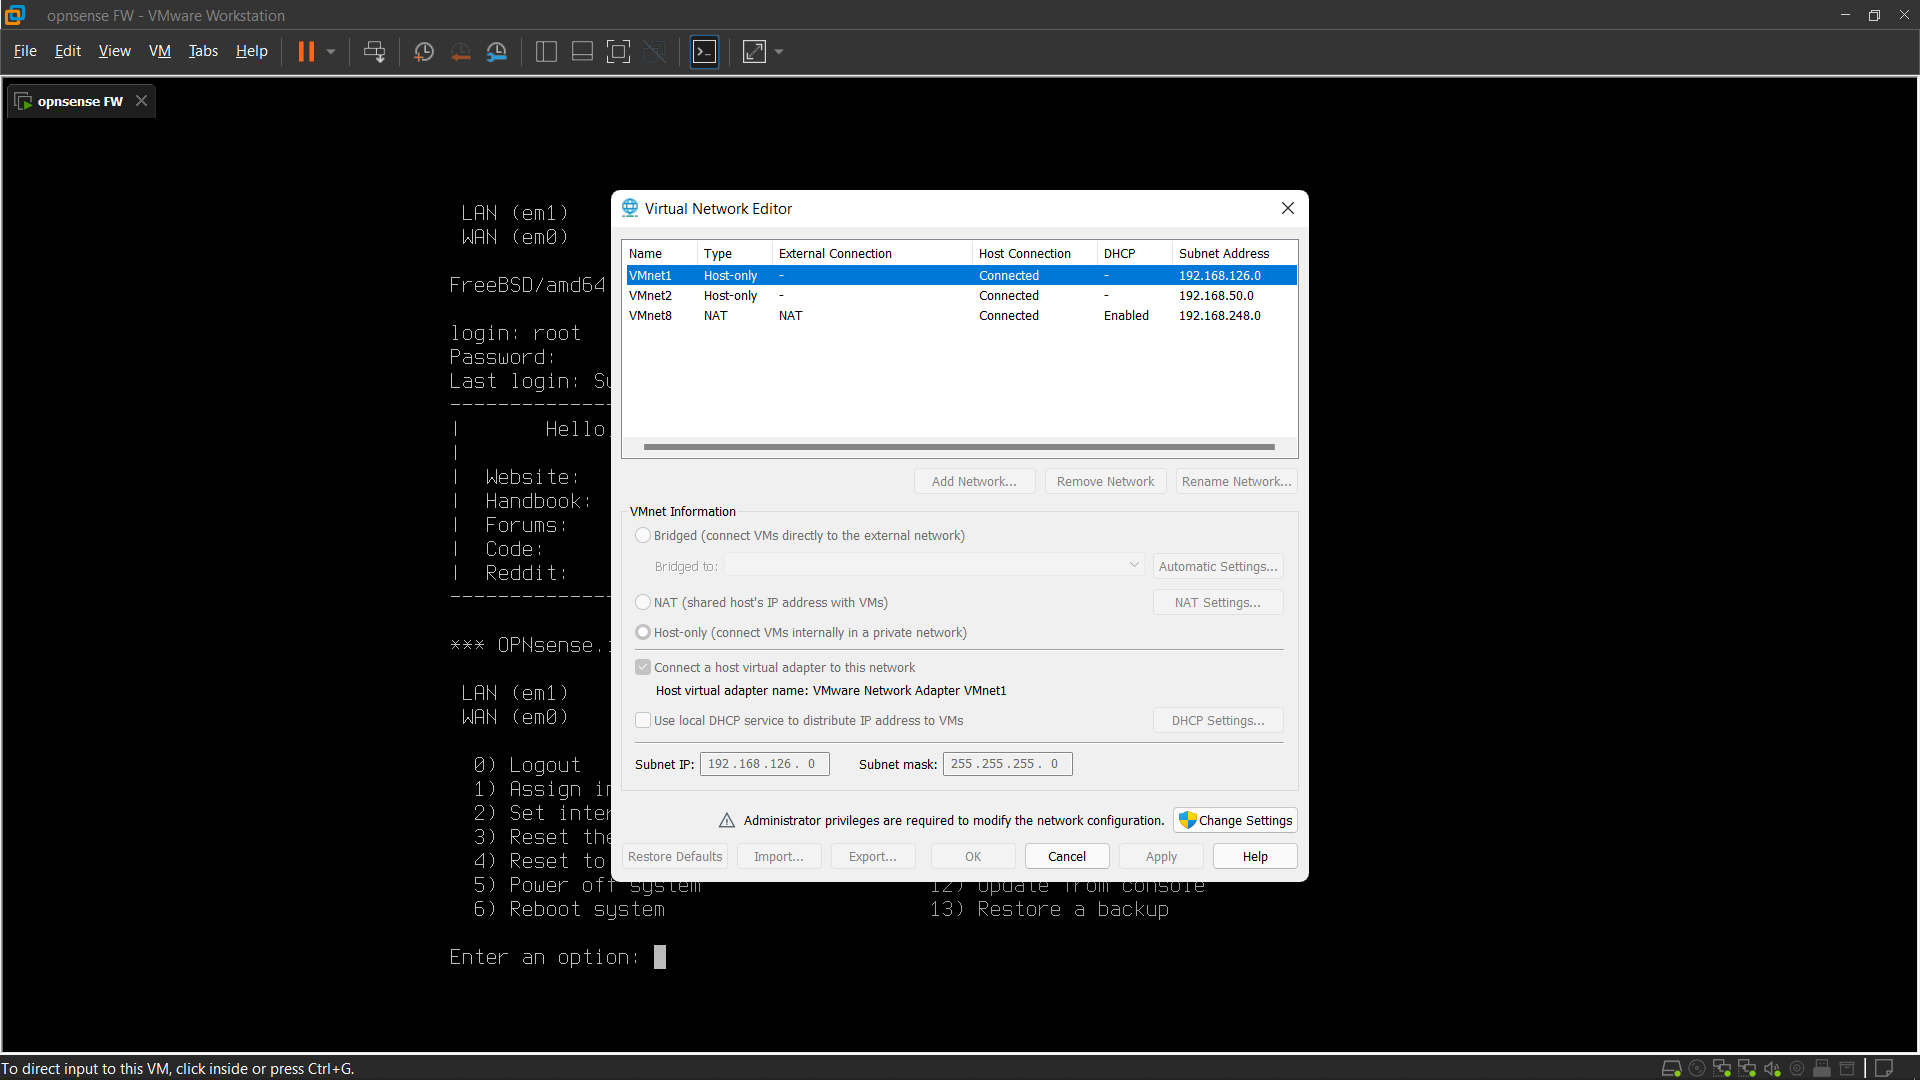 opnsense FW - VMware Workstation
File Edit View VM Tabs Help
opnsense FW
LAN (em1)
WAN (em0)
FreeBSD/amd64
login: root
Password:
Last login:
Hello
| Website:
| Handbook:
| Forums:
| Code:
| Reddit:
*** OPNsense.
LAN (em1)
WAN (em0)
0) Logout
1) Assign
2) Set
3) Reset
4) Reset to
5) Power off system
12) Update from console
6) Reboot system
13) Restore a backup
Enter an option:
Virtual Network Editor
Name Type External Connection Host Connection DHCP Subnet Address
VMnet1 Host-only - Connected - 192.168.126.0
VMnet2 Host-only - Connected - 192.168.50.0
VMnet8 NAT NAT Connected Enabled 192.168.248.0
Add Network... Remove Network Rename Network...
VMnet Information
Bridged (connect VMs directly to the external network)
Bridged to: Automatic Settings...
NAT (shared host's IP address with VMs) NAT Settings...
Host-only (connect VMs internally in a private network)
Connect a host virtual adapter to this network
Host virtual adapter name: VMware Network Adapter VMnet1
Use local DHCP service to distribute IP address to VMs DHCP Settings...
Subnet IP: 192 . 168 . 126 . 0 Subnet mask: 255 . 255 . 255 . 0
Administrator privileges are required to modify the network configuration. Change Settings
Restore Defaults Import... Export... OK Cancel Apply Help
To direct input to this VM, click inside or press Ctrl+G.